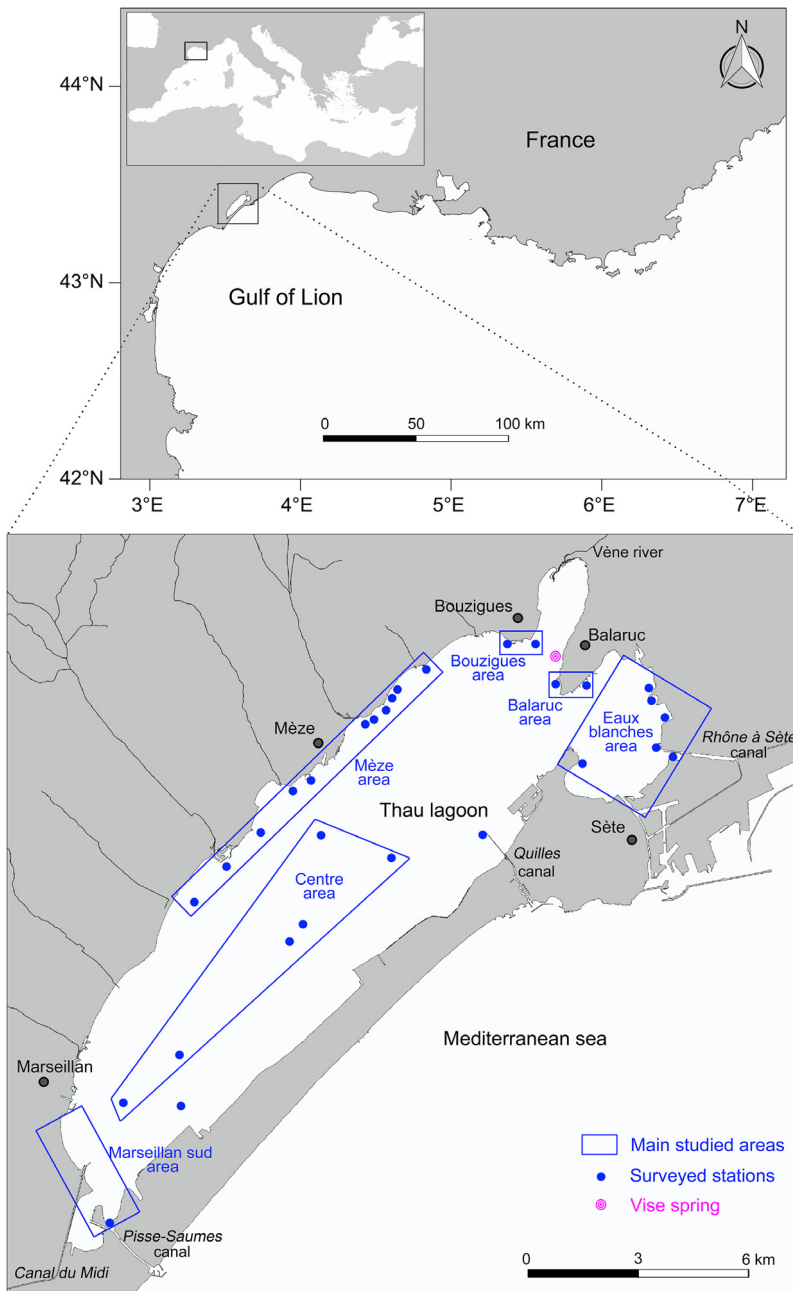 N
44°N
France
43°N
Gulf of Lion
0 50 100 km
42°N
3°E 4°E 5°E 6°E 7°E
Vène river
Bouzigues
Balaruc
Bouzigues
area
Balaruc
area
Eaux
blanches
area
Rhône à Sète
canal
Mèze
Mèze
area
Thau lagoon
Sète
Quilles
canal
Centre
area
Mediterranean sea
Marseillan
Marseillan sud
area
Main studied areas
Surveyed stations
Vise spring
Pisse-Saumes
canal
Canal du Midi
0 3 6 km